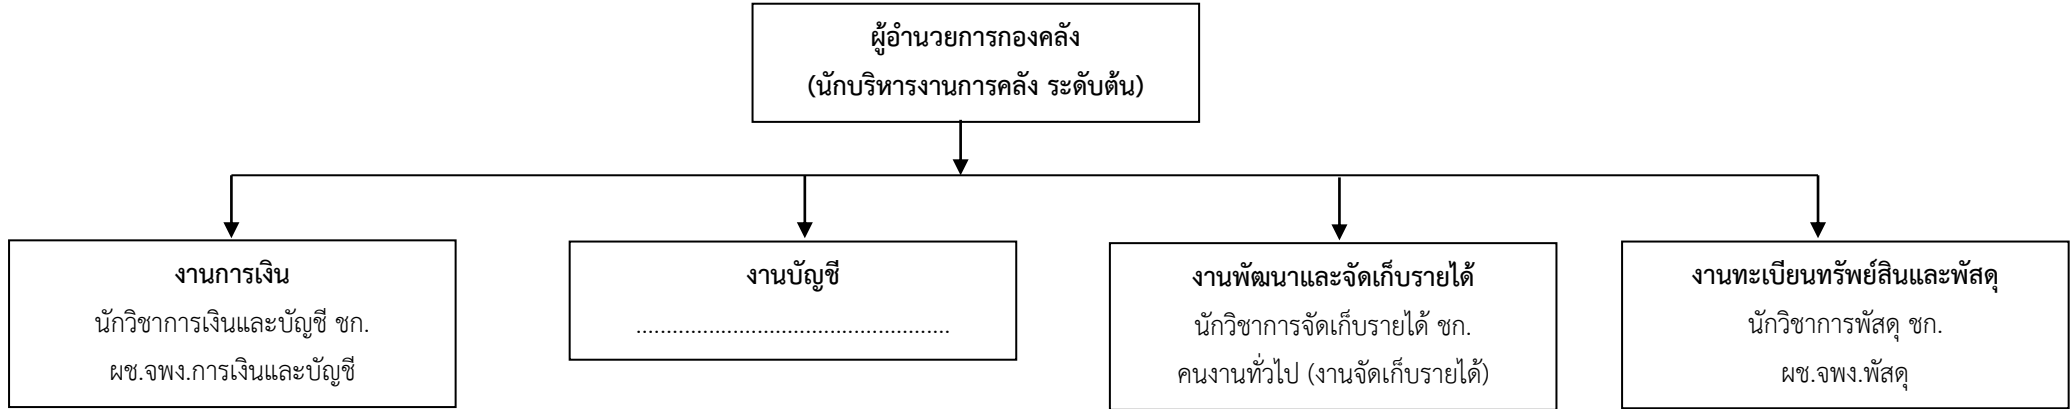 ผู้อำนวยการกองคลัง
(นักบริหารงานการคลัง ระดับต้น)
งานการเงิน
นักวิชาการเงินและบัญชี ชก.
ผช.จพง.การเงินและบัญชี
งานบัญชี
....................................................
งานพัฒนาและจัดเก็บรายได้
นักวิชาการจัดเก็บรายได้ ชก.
คนงานทั่วไป (งานจัดเก็บรายได้)
งานทะเบียนทรัพย์สินและพัสดุ
นักวิชาการพัสดุ ชก.
ผช.จพง.พัสดุ